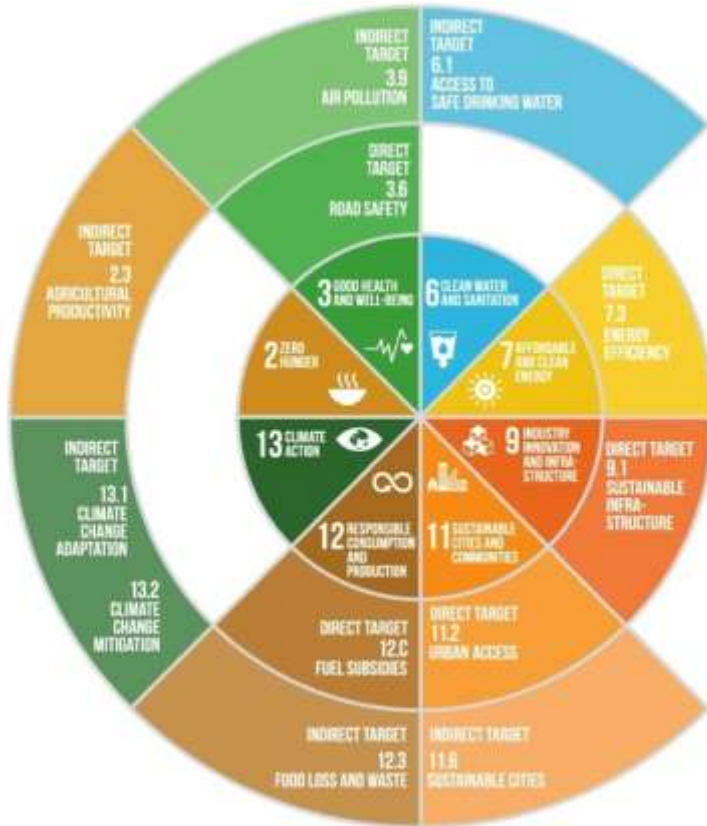 INDIRECT
TARGET
3.9
AIR POLLUTION
INDIRECT
TARGET
6.1
ACCESS TO
SAFE DRINKING WATER
DIRECT
TARGET
3.6
ROAD SAFETY
INDIRECT
TARGET
2.3
AGRICULTURAL
PRODUCTIVITY
DIRECT
TARGET
7.3
ENERGY
EFFICIENCY
3 GOOD HEALTH
AND WELL-BEING
6 CLEAN WATER
AND SANITATION
2 ZERO
HUNGER
7 AFFORDABLE
AND CLEAN
ENERGY
13 CLIMATE
ACTION
9 INDUSTRY
INNOVATION
AND INFRA
STRUCTURE
12 RESPONSIBLE
CONSUMPTION
AND
PRODUCTION
11 SUSTAINABLE
CITIES AND
COMMUNITIES
INDIRECT
TARGET
13.1
CLIMATE
CHANGE
ADAPTATION
13.2
CLIMATE
CHANGE
MITIGATION
DIRECT TARGET
9.1
SUSTAINABLE
INFRA-
STRUCTURE
DIRECT TARGET
12.C
FUEL SUBSIDIES
DIRECT TARGET
11.2
URBAN ACCESS
INDIRECT TARGET
12.3
FOOD LOSS AND WASTE
INDIRECT TARGET
11.6
SUSTAINABLE CITIES